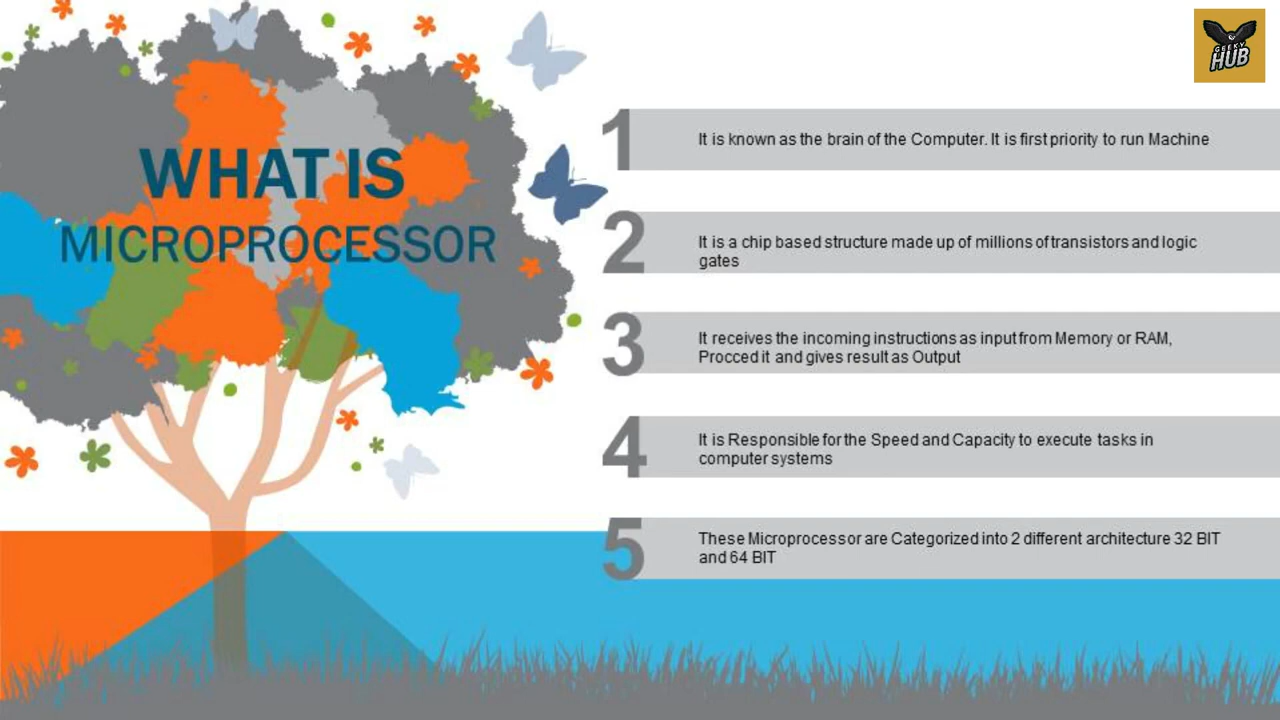 GEEKY
HUB
WHAT IS
MICROPROCESSOR
1
It is known as the brain of the Computer. It is first priority to run Machine
2
It is a chip based structure made up of millions of transistors and logic
gates
3
It receives the incoming instructions as input from Memory or RAM,
Procced it and gives result as Output
4
It is Responsible for the Speed and Capacity to execute tasks in
computer systems
5
These Microprocessor are Categorized into 2 different architecture 32 BIT
and 64 BIT